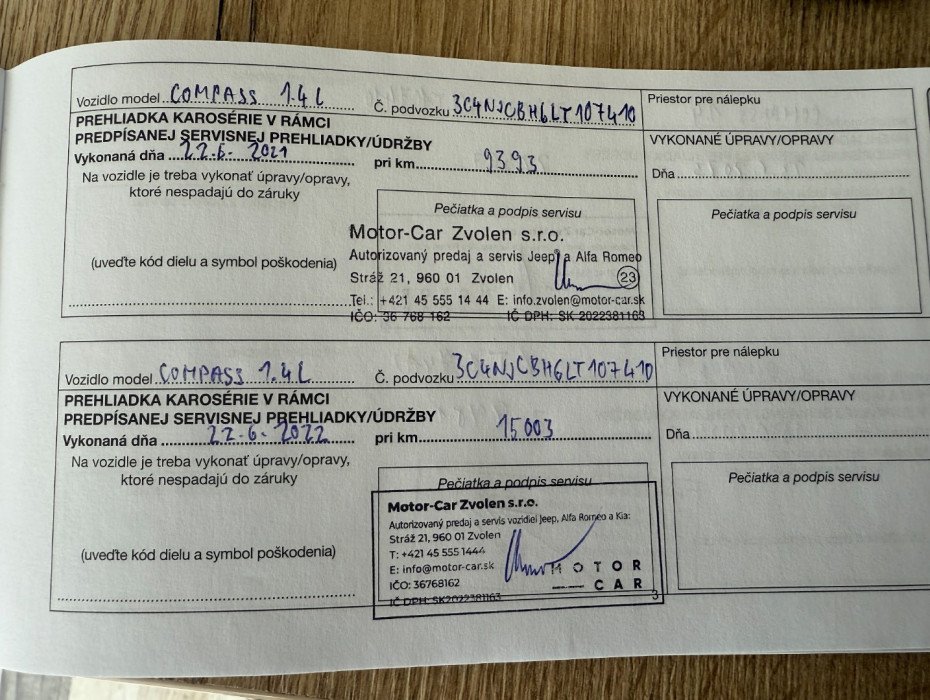 Vozidlo model COMPASS 1.4 L Č. podvozku 3C4NJCBH6LT107410 Priestor pre nálepku
PREHLIADKA KAROSÉRIE V RÁMCI
PREDPÍSANEJ SERVISNEJ PREHLIADKY/ÚDRŽBY VYKONANÉ ÚPRAVY/OPRAVY
Vykonaná dňa 22.6. 2021 pri km 9393 Dňa
Na vozidle je treba vykonať úpravy/opravy,
ktoré nespadajú do záruky
Pečiatka a podpis servisu Pečiatka a podpis servisu
Motor-Car Zvolen s.r.o.
Autorizovaný predaj a servis Jeep a Alfa Romeo
(uveďte kód dielu a symbol poškodenia)
Stráž 21, 960 01 Zvolen 23
Tel.: +421 45 555 14 44 E: info.zvolen@motor-car.sk
IČO: 36 768 162 IČ DPH: SK 2022381163
Vozidlo model COMPASS 1.4 L Č. podvozku 3C4NJCBH6LT107410 Priestor pre nálepku
PREHLIADKA KAROSÉRIE V RÁMCI
PREDPÍSANEJ SERVISNEJ PREHLIADKY/ÚDRŽBY VYKONANÉ ÚPRAVY/OPRAVY
Vykonaná dňa 22.6. 2022 pri km 15003 Dňa
Na vozidle je treba vykonať úpravy/opravy,
ktoré nespadajú do záruky
Pečiatka a podpis servisu Pečiatka a podpis servisu
Motor-Car Zvolen s.r.o.
Autorizovaný predaj a servis vozidiel Jeep, Alfa Romeo a Kia:
Stráž 21, 960 01 Zvolen
(uveďte kód dielu a symbol poškodenia)
T: +421 45 555 1444
E: info@motor-car.sk MOTOR
IČO: 36768162 CAR
IČ DPH: SK2022381163 3